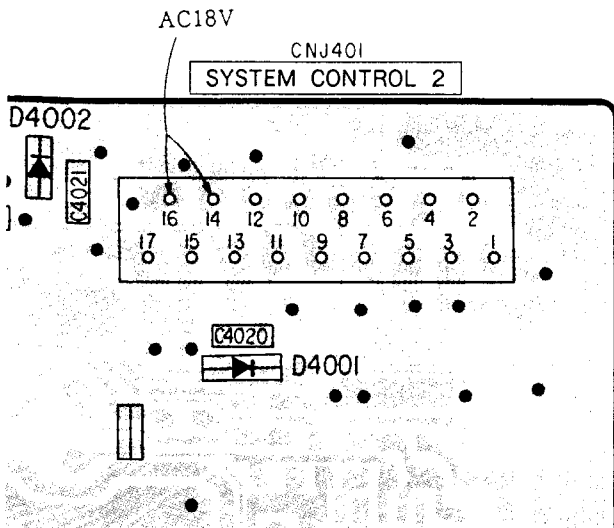 AC18V
CNJ401
SYSTEM CONTROL 2
D4002
C4021
16 14 12 10 8 6 4 2
17 15 13 11 9 7 5 3 1
C4020
D4001